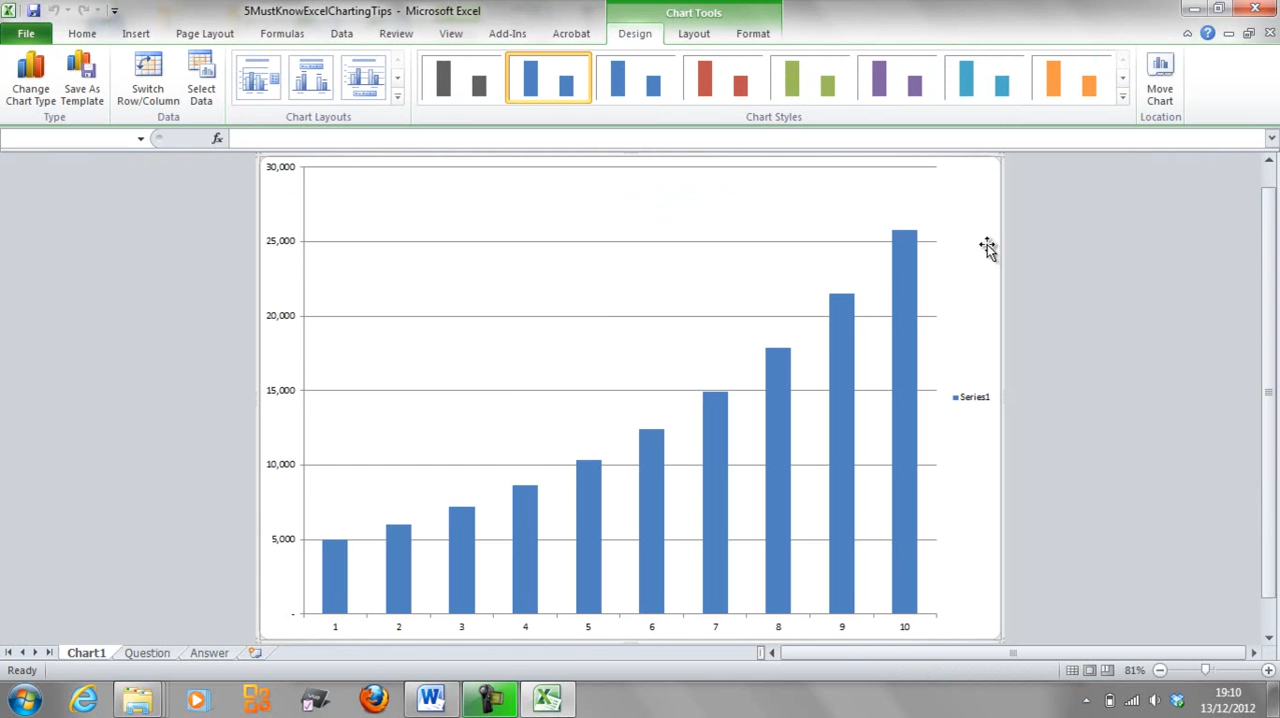 5MustKnowExcelChartingTips - Microsoft Excel
Chart Tools
File Home Insert Page Layout Formulas Data Review View Add-Ins Acrobat Design Layout Format
Change Chart Type
Save As Template
Switch Row/Column
Select Data
Move Chart
Type Data Chart Layouts Chart Styles Location
fx
30,000
25,000
20,000
15,000
10,000
5,000
-
Series1
1 2 3 4 5 6 7 8 9 10
Chart1 Question Answer
Ready 81%
19:10
13/12/2012